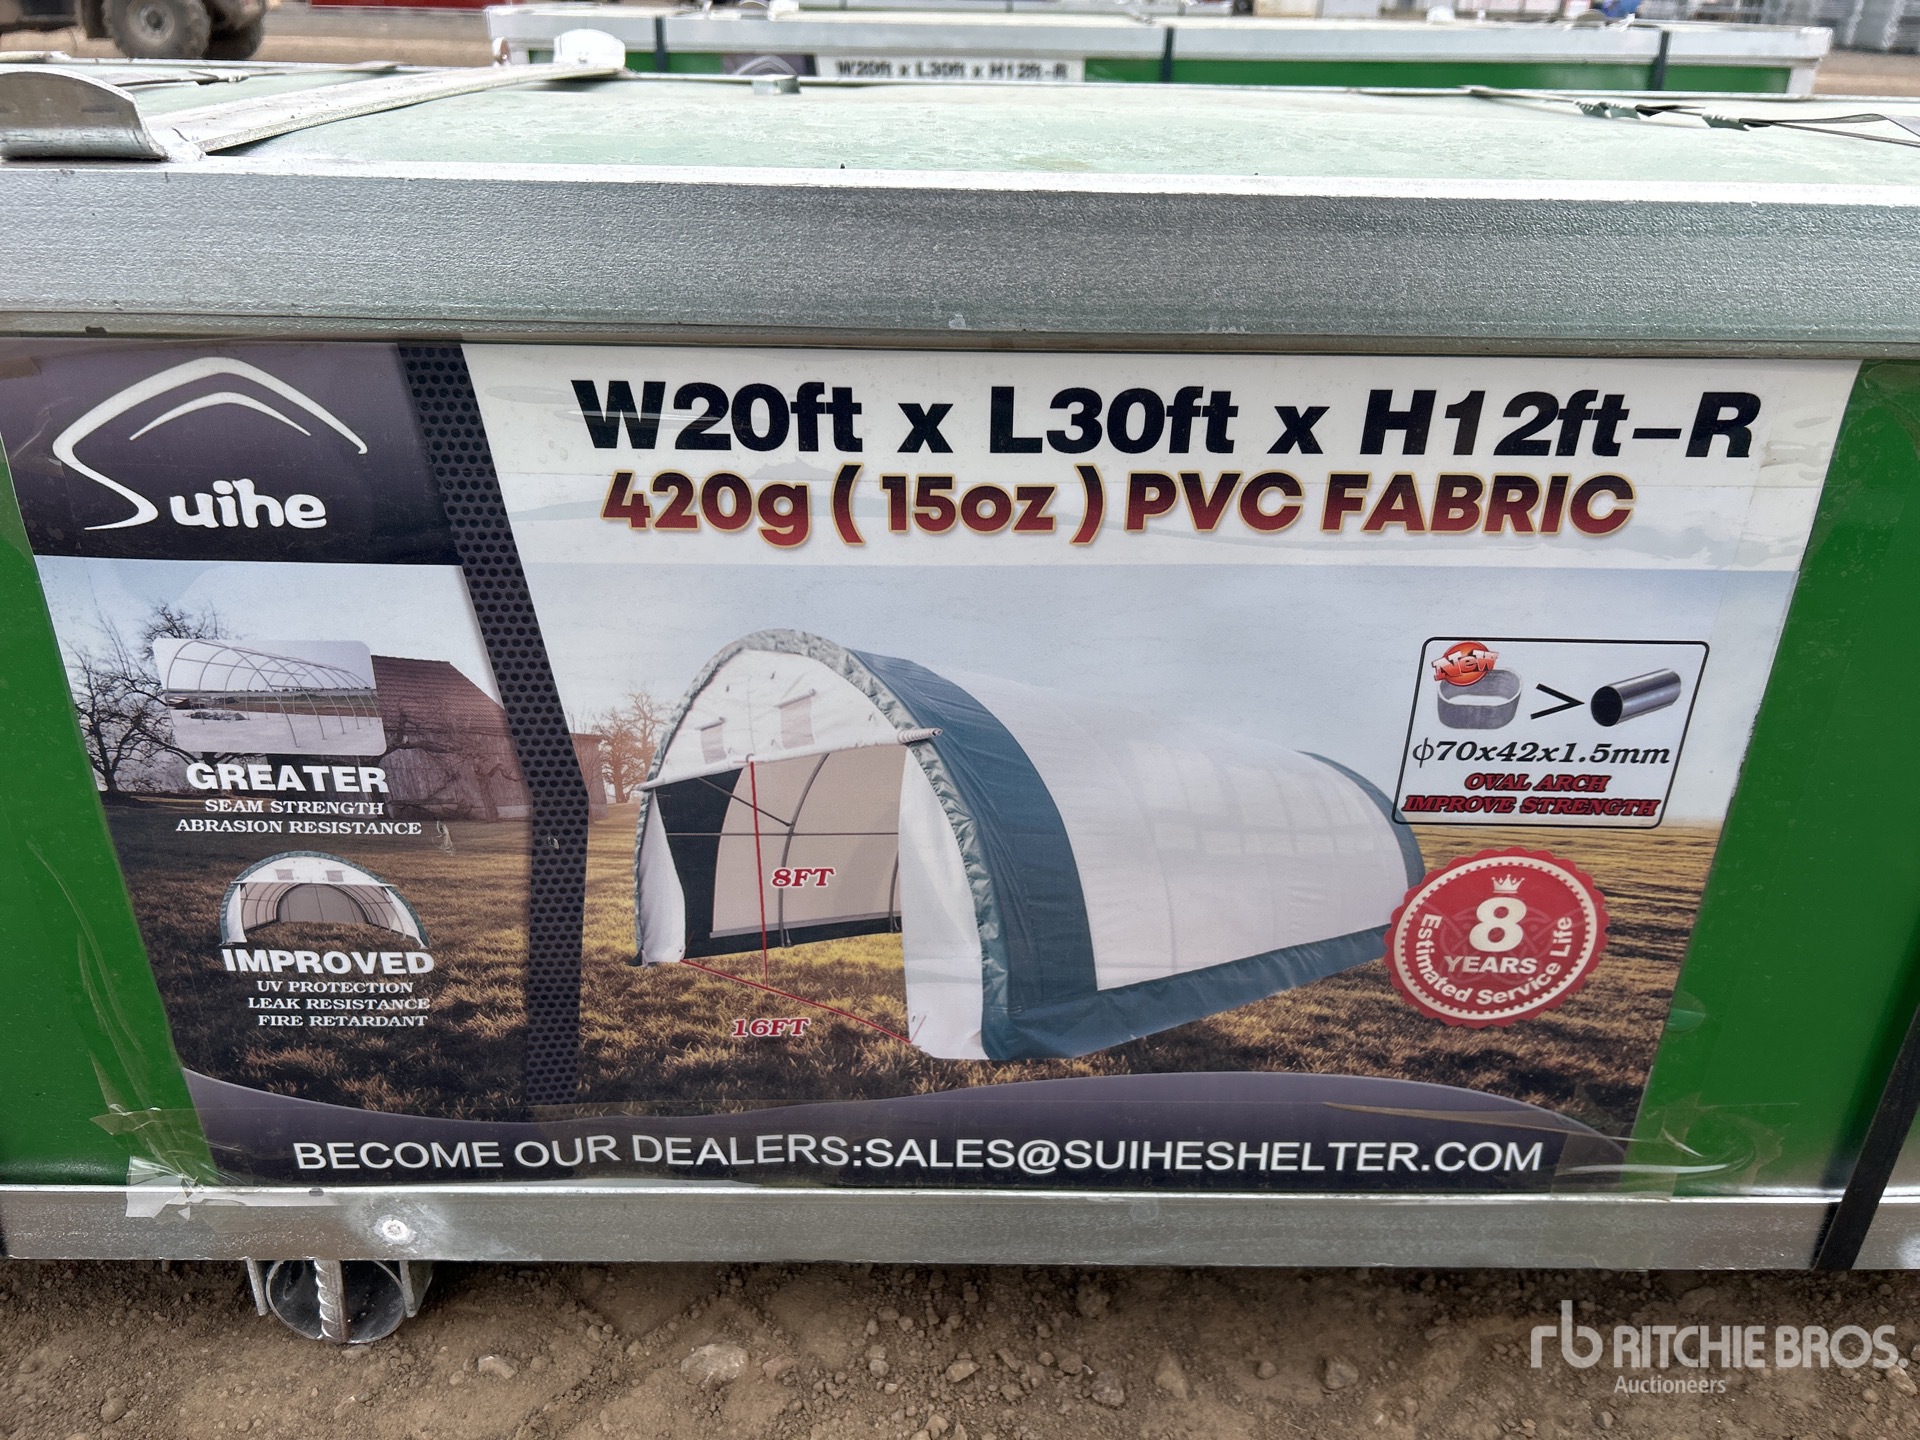 W20ft x L30ft x H12ft-R
Suihe
W20ft x L30ft x H12ft-R
420g ( 15oz ) PVC FABRIC
GREATER
SEAM STRENGTH
ABRASION RESISTANCE
IMPROVED
UV PROTECTION
LEAK RESISTANCE
FIRE RETARDANT
8FT
16FT
New
>
ϕ70x42x1.5mm
OVAL ARCH
IMPROVE STRENGTH
8
YEARS
Estimated Service Life
BECOME OUR DEALERS:SALES@SUIHESHELTER.COM
rb RITCHIE BROS.
Auctioneers